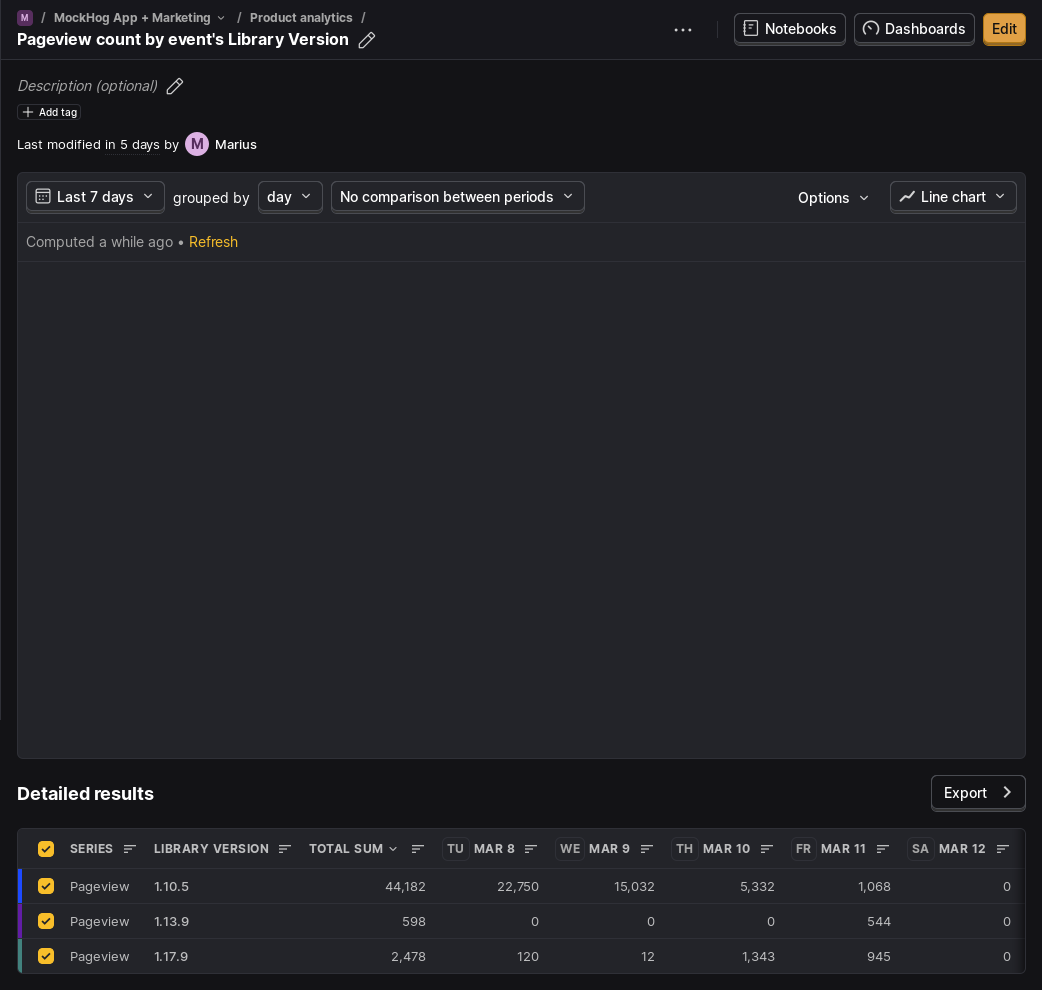 M / MockHog App + Marketing / Product analytics /
Pageview count by event's Library Version
Notebooks Dashboards Edit
Description (optional)
Add tag
Last modified in 5 days by M Marius
Last 7 days grouped by day No comparison between periods Options Line chart
Computed a while ago • Refresh
Detailed results
Export
SERIES LIBRARY VERSION TOTAL SUM TU MAR 8 WE MAR 9 TH MAR 10 FR MAR 11 SA MAR 12
Pageview 1.10.5 44,182 22,750 15,032 5,332 1,068 0
Pageview 1.13.9 598 0 0 0 544 0
Pageview 1.17.9 2,478 120 12 1,343 945 0